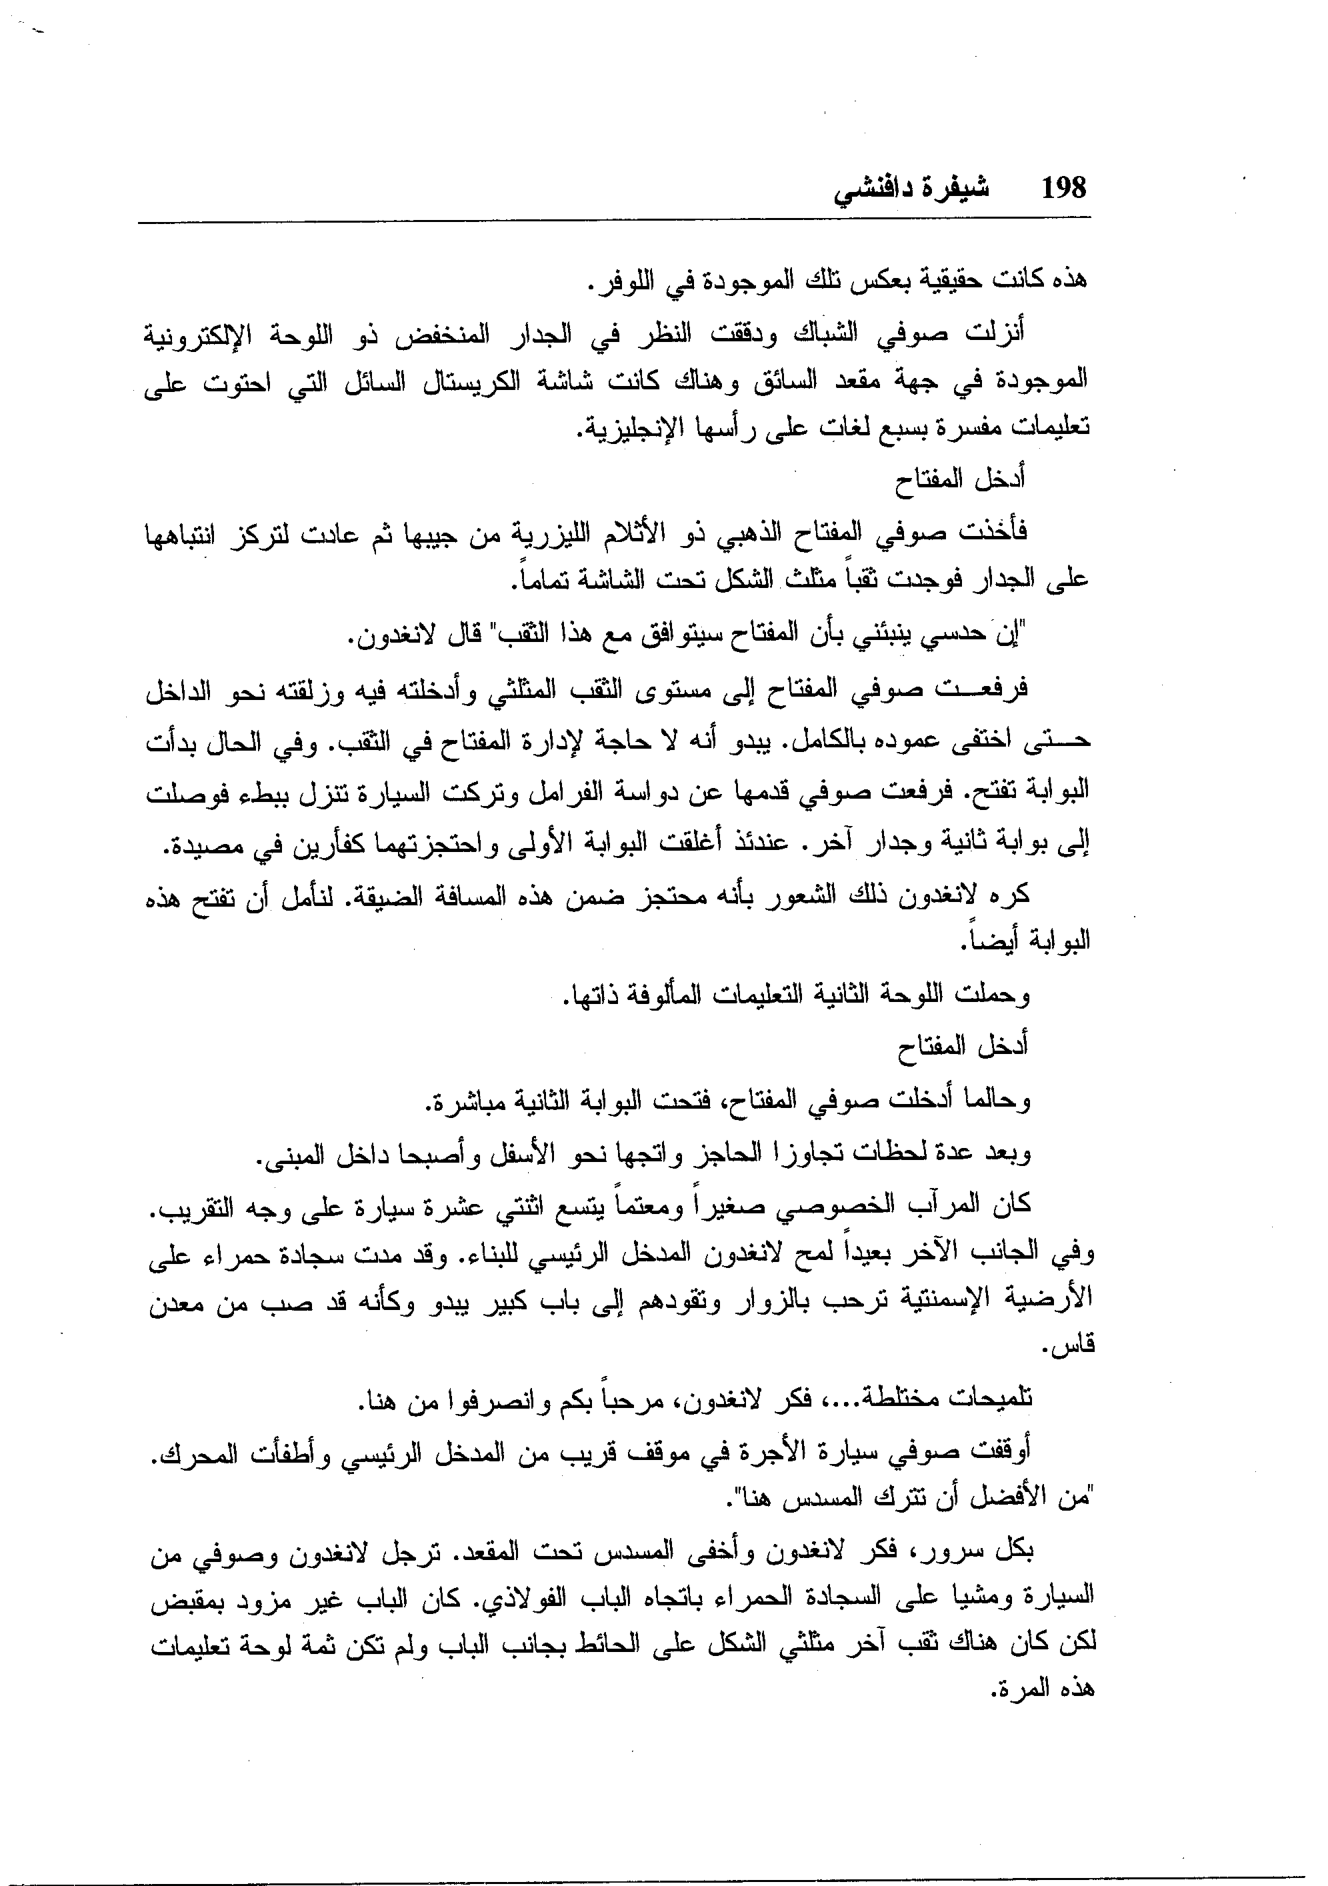 198 شيفرة دافنشي
هذه كانت حقيقية بعكس تلك الموجودة في اللوفر.
أنزلت صوفي الشباك ودققت النظر في الجدار المنخفض ذو اللوحة الإلكترونية
الموجودة في جهة مقعد السائق وهناك كانت شاشة الكريستال السائل التي احتوت على
تعليمات مفسرة بسبع لغات على رأسها الإنجليزية.
أدخل المفتاح
فأخذت صوفي المفتاح الذهبي ذو الأثلام الليزرية من جيبها ثم عادت لتركز انتباهها
على الجدار فوجدت ثقباً مثلث الشكل تحت الشاشة تماماً.
"إن حدسي ينبئني بأن المفتاح سيتوافق مع هذا الثقب" قال لانغدون.
فرفعت صوفي المفتاح إلى مستوى الثقب المثلثي وأدخلته فيه وزلقته نحو الداخل
حتى اختفى عموده بالكامل. يبدو أنه لا حاجة لإدارة المفتاح في الثقب. وفي الحال بدأت
البوابة تفتح. فرفعت صوفي قدمها عن دواسة الفرامل وتركت السيارة تنزل ببطء فوصلت
إلى بوابة ثانية وجدار آخر. عندئذ أغلقت البوابة الأولى واحتجزتهما كفأرين في مصيدة.
كره لانغدون ذلك الشعور بأنه محتجز ضمن هذه المسافة الضيقة. لنأمل أن تفتح هذه
البوابة أيضاً.
وحملت اللوحة الثانية التعليمات المألوفة ذاتها.
أدخل المفتاح
وحالما أدخلت صوفي المفتاح، فتحت البوابة الثانية مباشرة.
وبعد عدة لحظات تجاوزا الحاجز واتجها نحو الأسفل وأصبحا داخل المبنى.
كان المرآب الخصوصي صغيراً ومعتماً يتسع اثنتي عشرة سيارة على وجه التقريب.
وفي الجانب الآخر بعيداً لمح لانغدون المدخل الرئيسي للبناء. وقد مدت سجادة حمراء على
الأرضية الإسمنتية ترحب بالزوار وتقودهم إلى باب كبير يبدو وكأنه قد صب من معدن
قاس.
تلميحات مختلطة...، فكر لانغدون، مرحباً بكم وانصرفوا من هنا.
أوقفت صوفي سيارة الأجرة في موقف قريب من المدخل الرئيسي وأطفأت المحرك.
"من الأفضل أن تترك المسدس هنا".
بكل سرور، فكر لانغدون وأخفى المسدس تحت المقعد. ترجل لانغدون وصوفي من
السيارة ومشيا على السجادة الحمراء باتجاه الباب الفولاذي. كان الباب غير مزود بمقبض
لكن كان هناك ثقب آخر مثلثي الشكل على الحائط بجانب الباب ولم تكن ثمة لوحة تعليمات
هذه المرة.